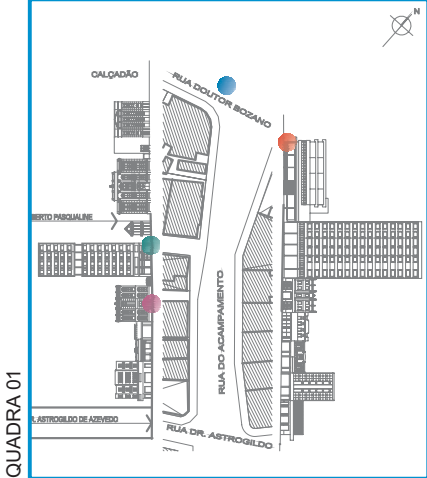 N
CALÇADÃO
RUA DOUTOR BOZANO
BERTO PASQUALINE
RUA DO ACAMPAMENTO
R. ASTROGILDO DE AZEVEDO
RUA DR. ASTROGILDO
QUADRA 01